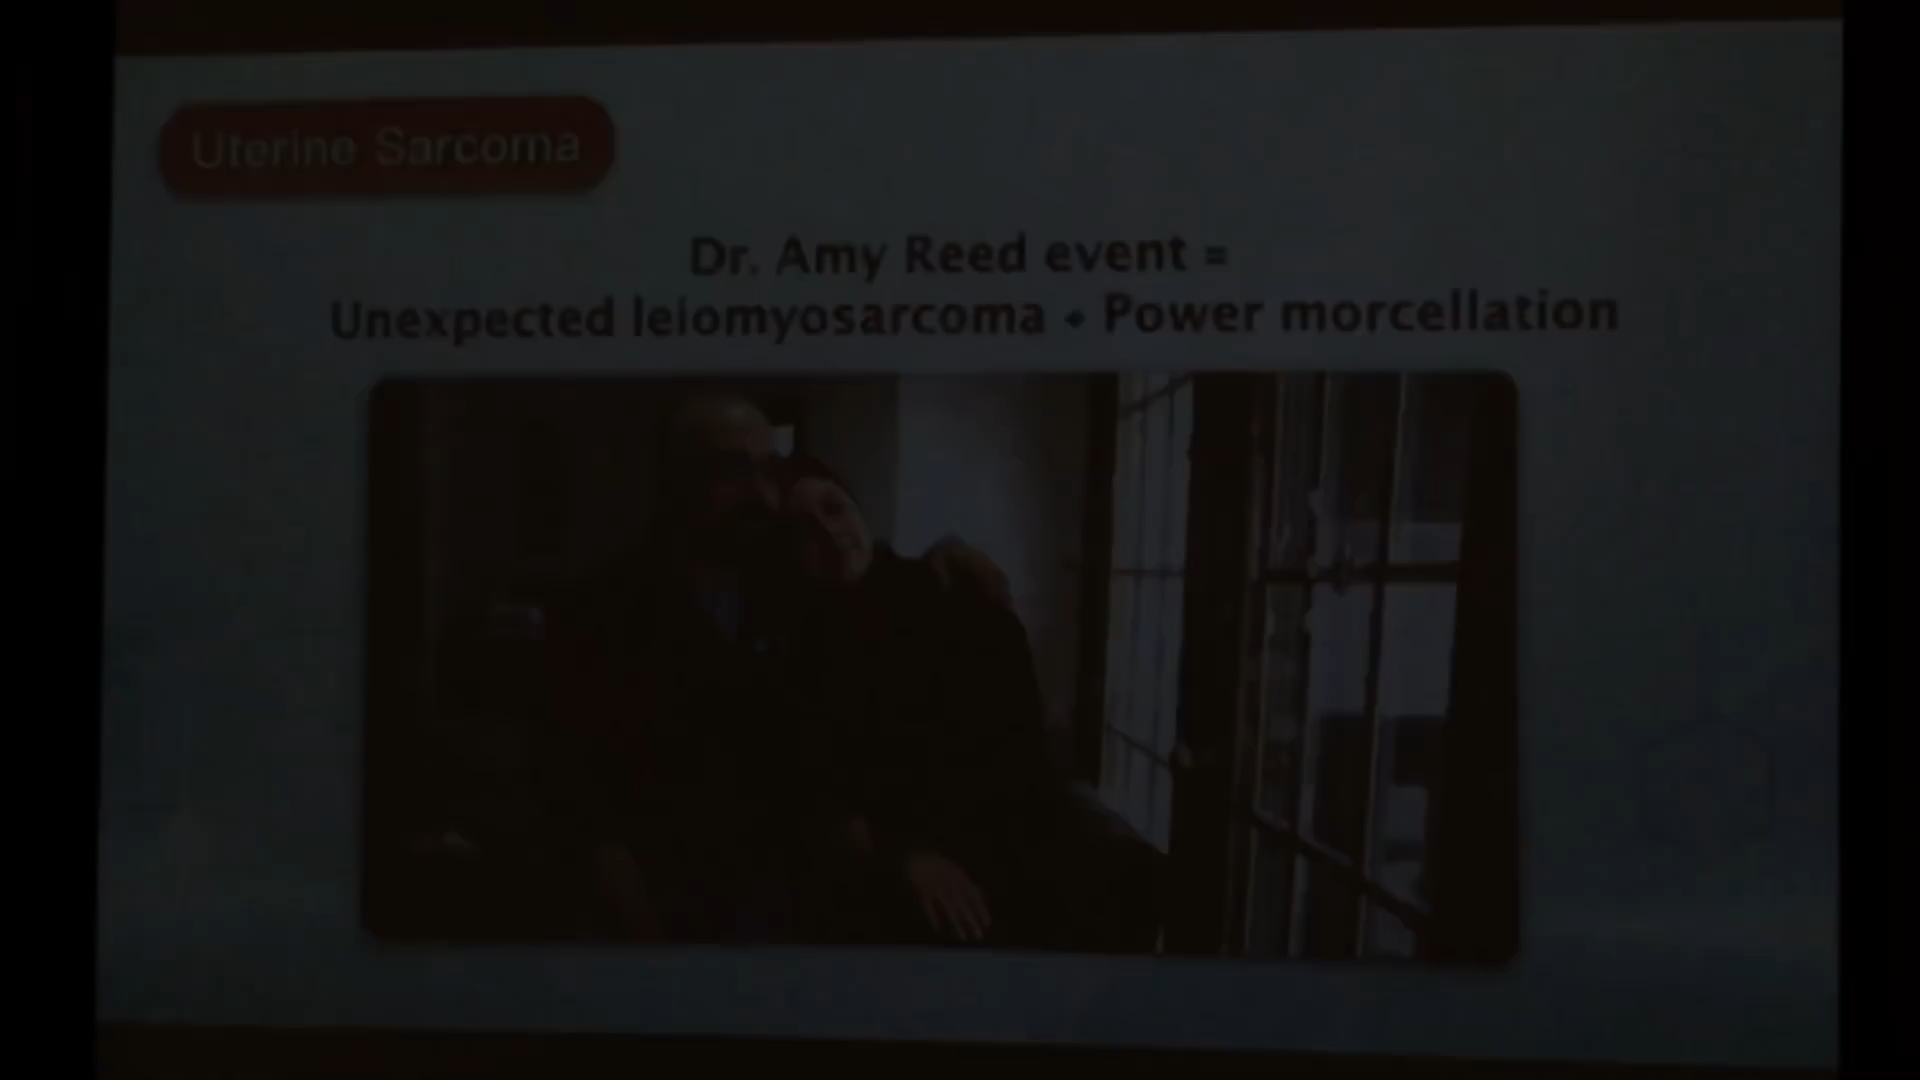 Uterine Sarcoma
Dr. Amy Reed event =
Unexpected leiomyosarcoma + Power morcellation